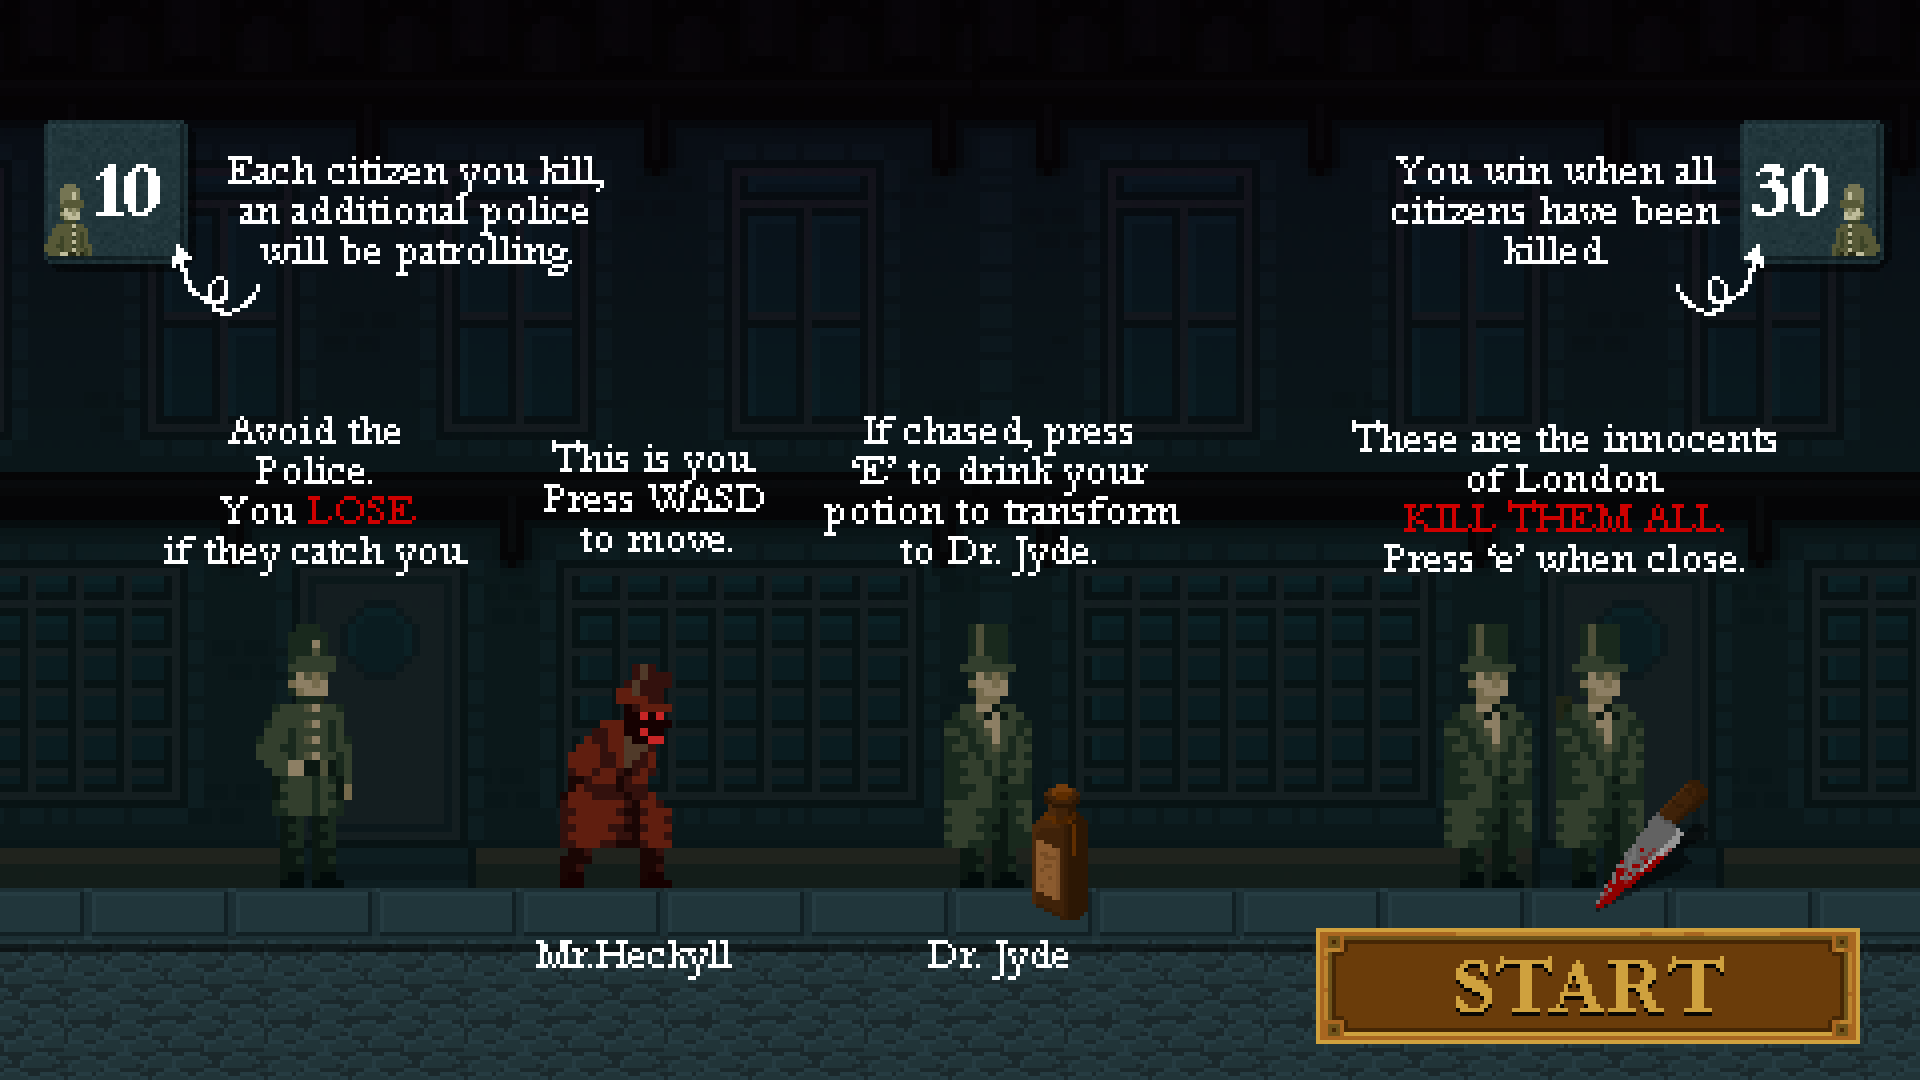 10
Each citizen you kill,
an additional police
will be patrolling.
You win when all
citizens have been
killed.
30
Avoid the
Police.
You LOSE
if they catch you.
This is you.
Press WASD
to move.
If chased, press
'E' to drink your
potion to transform
to Dr. Jyde.
These are the innocents
of London.
KILL THEM ALL.
Press 'e' when close.
Mr.Heckyll
Dr. Jyde
START